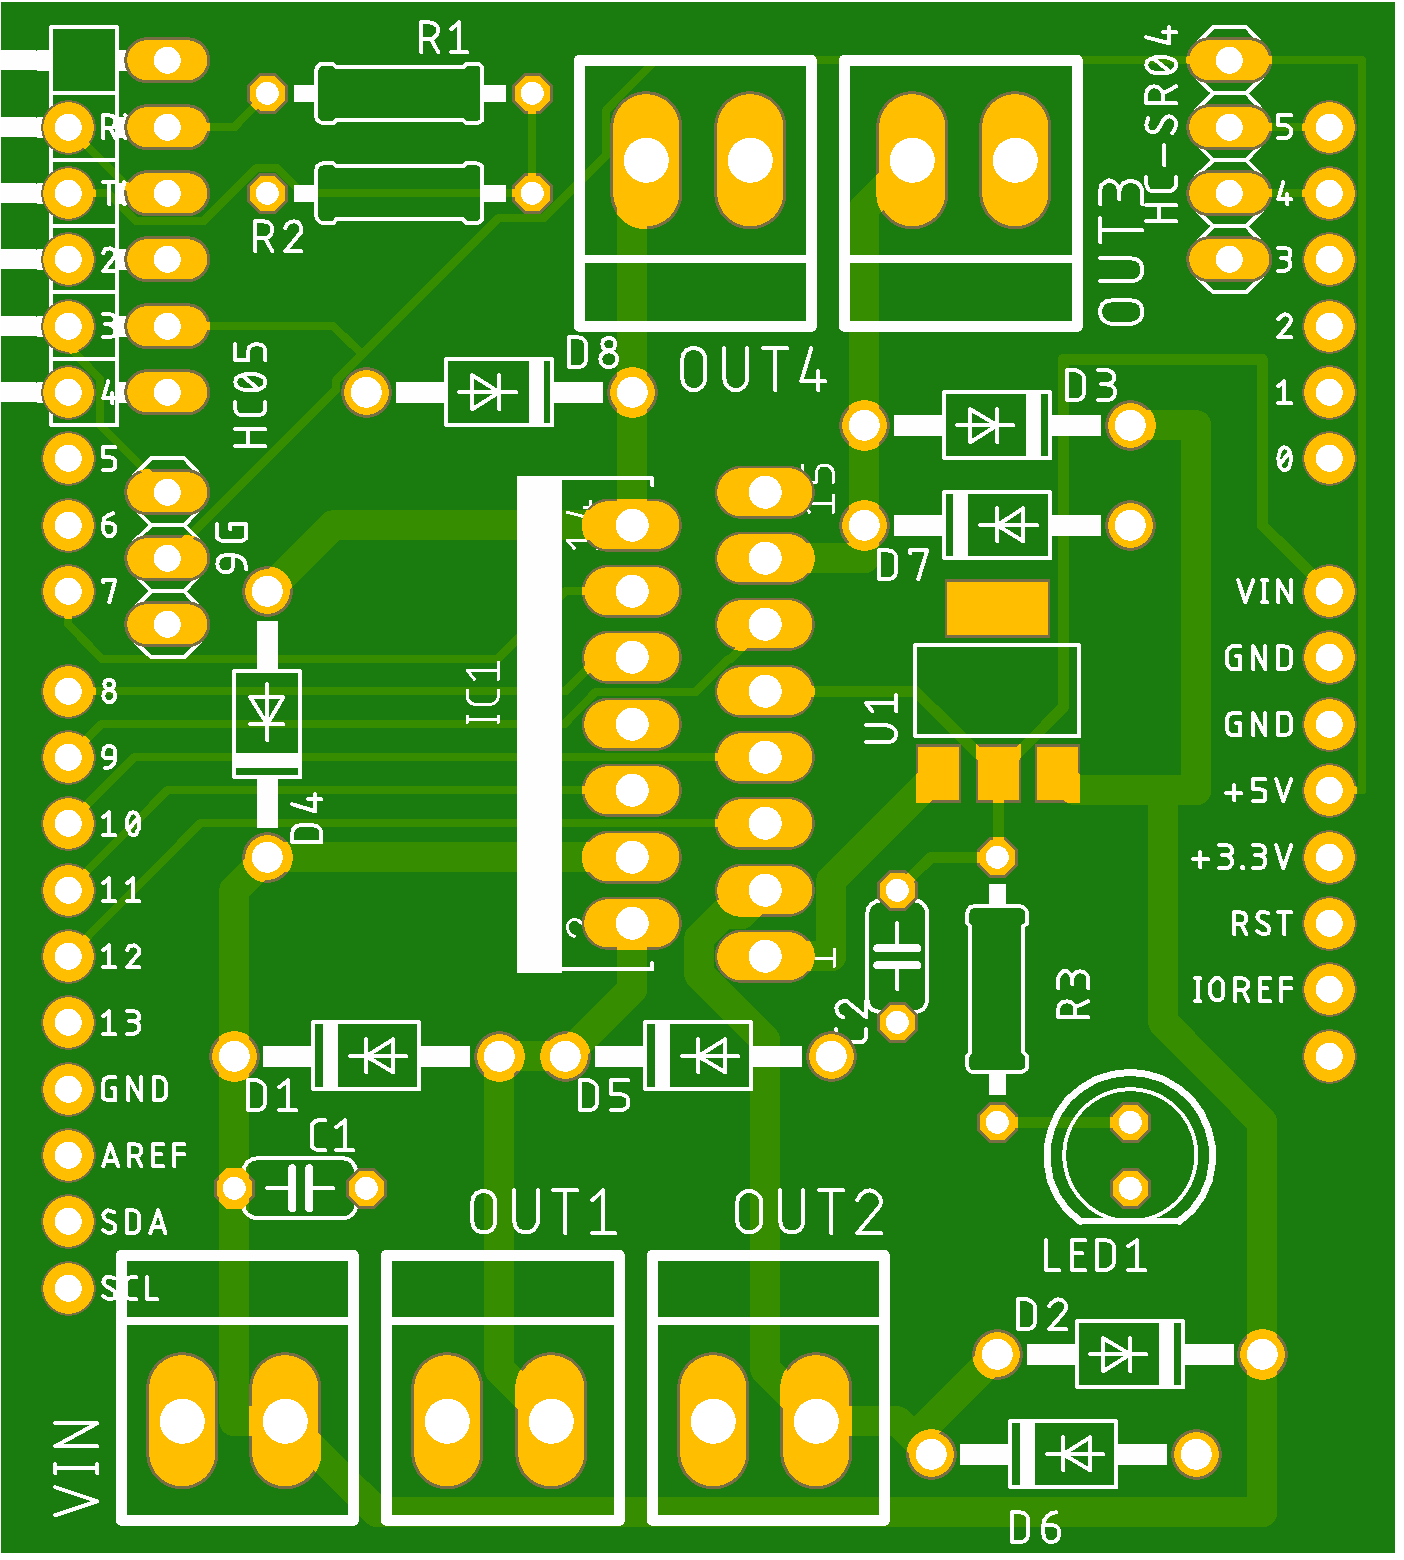 R1
R2
HC-SR04
OUT3
OUT4
HC05
9G
D8
D3
D7
IC1
14
15
2
1
U1
D4
R3
D1
D5
C1
OUT1
OUT2
LED1
D2
D6
VIN
2
3
4
5
6
7
8
9
10
11
12
13
GND
AREF
SDA
SCL
5
4
3
2
1
0
VIN
GND
GND
+5V
+3.3V
RST
IOREF